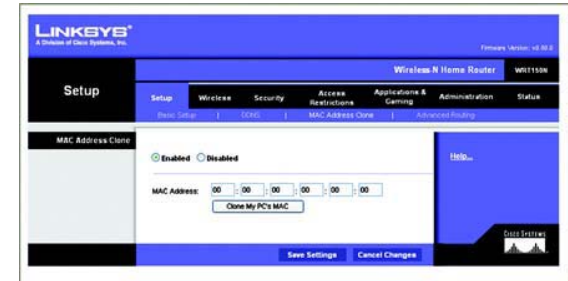 LINKSYS®
A Division of Cisco Systems, Inc.
Firmware Version:
Wireless-N Home Router WRT150N
Setup
Setup Wireless Security Access Restrictions Applications & Gaming Administration Status
Basic Setup | DDNS | MAC Address Clone | Advanced Routing
MAC Address Clone
Enabled Disabled
Help...
MAC Address: 00 : 00 : 00 : 00 : 00 : 00
Clone My PC's MAC
CISCO SYSTEMS
Save Settings Cancel Changes